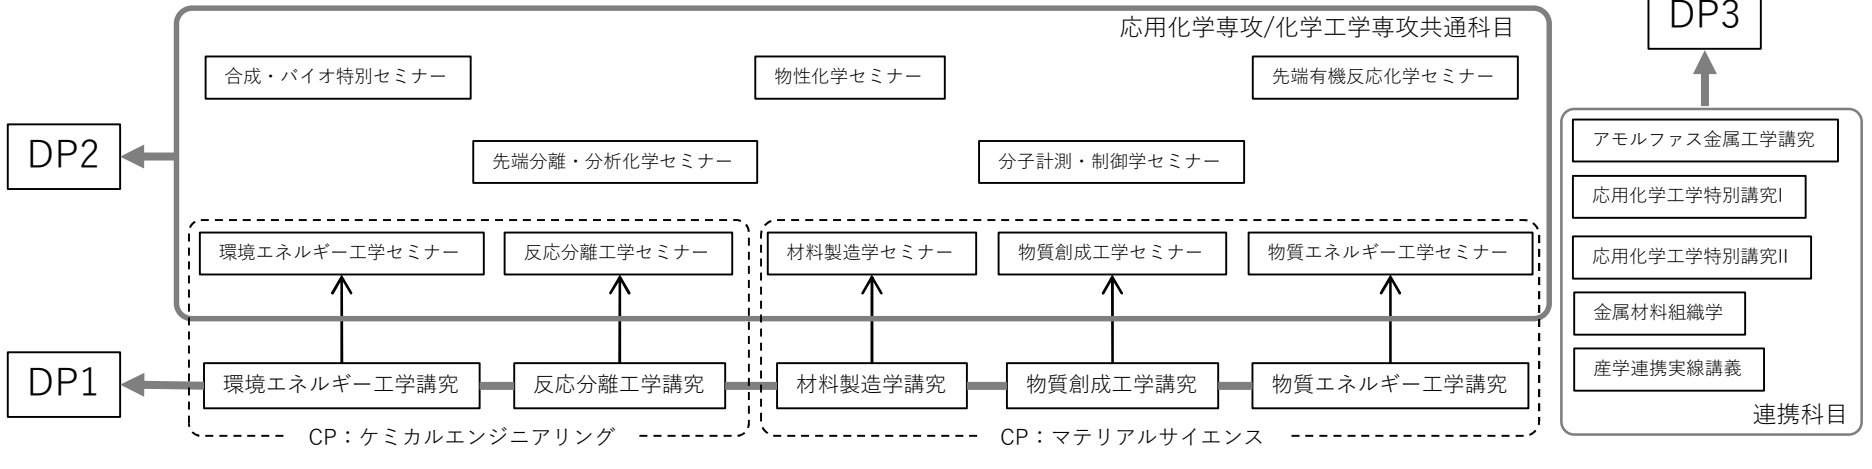 DP3
応用化学専攻/化学工学専攻共通科目
合成・バイオ特別セミナー
物性化学セミナー
先端有機反応化学セミナー
DP2
先端分離・分析化学セミナー
分子計測・制御学セミナー
アモルファス金属工学講究
応用化学工学特別講究I
環境エネルギー工学セミナー
反応分離工学セミナー
材料製造学セミナー
物質創成工学セミナー
物質エネルギー工学セミナー
応用化学工学特別講究II
金属材料組織学
DP1
環境エネルギー工学講究
反応分離工学講究
材料製造学講究
物質創成工学講究
物質エネルギー工学講究
産学連携実線講義
連携科目
CP：ケミカルエンジニアリング
CP：マテリアルサイエンス